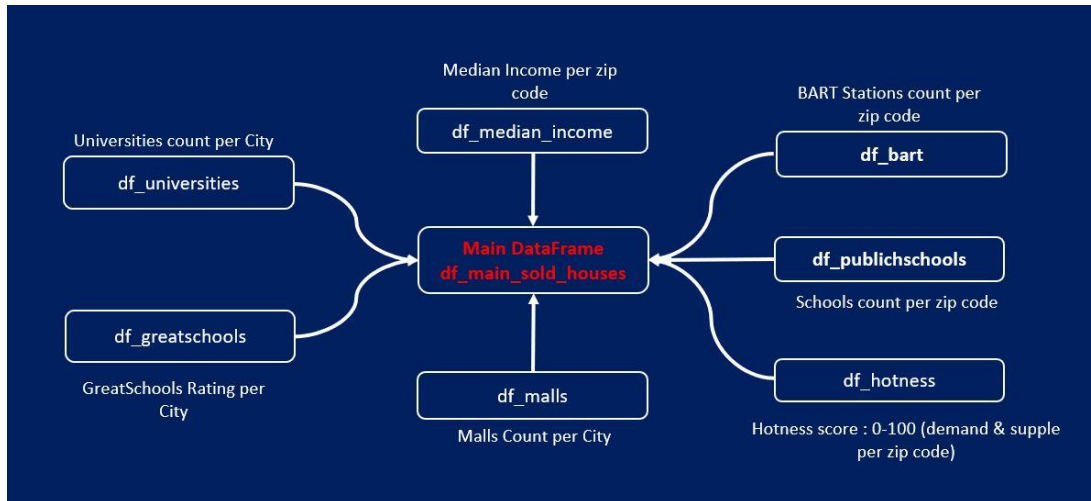 Median Income per zip
code
df_median_income
BART Stations count per
zip code
df_bart
Universities count per City
df_universities
Main DataFrame
df_main_sold_houses
df_publichschools
Schools count per zip code
df_greatschools
GreatSchools Rating per
City
df_malls
Malls Count per City
df_hotness
Hotness score : 0-100 (demand & supple
per zip code)